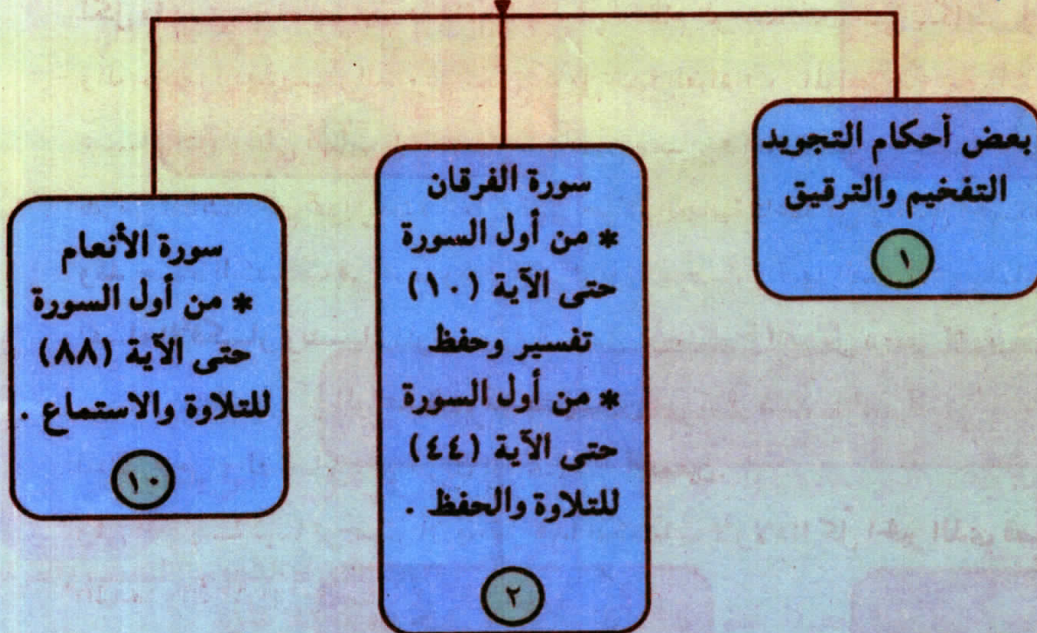 بعض أحكام التجويد
التفخيم والترقيق
١
سورة الفرقان
* من أول السورة
حتى الآية (١٠)
تفسير وحفظ
* من أول السورة
حتى الآية (٤٤)
للتلاوة والحفظ .
٢
سورة الأنعام
* من أول السورة
حتى الآية (٨٨)
للتلاوة والاستماع .
١٠